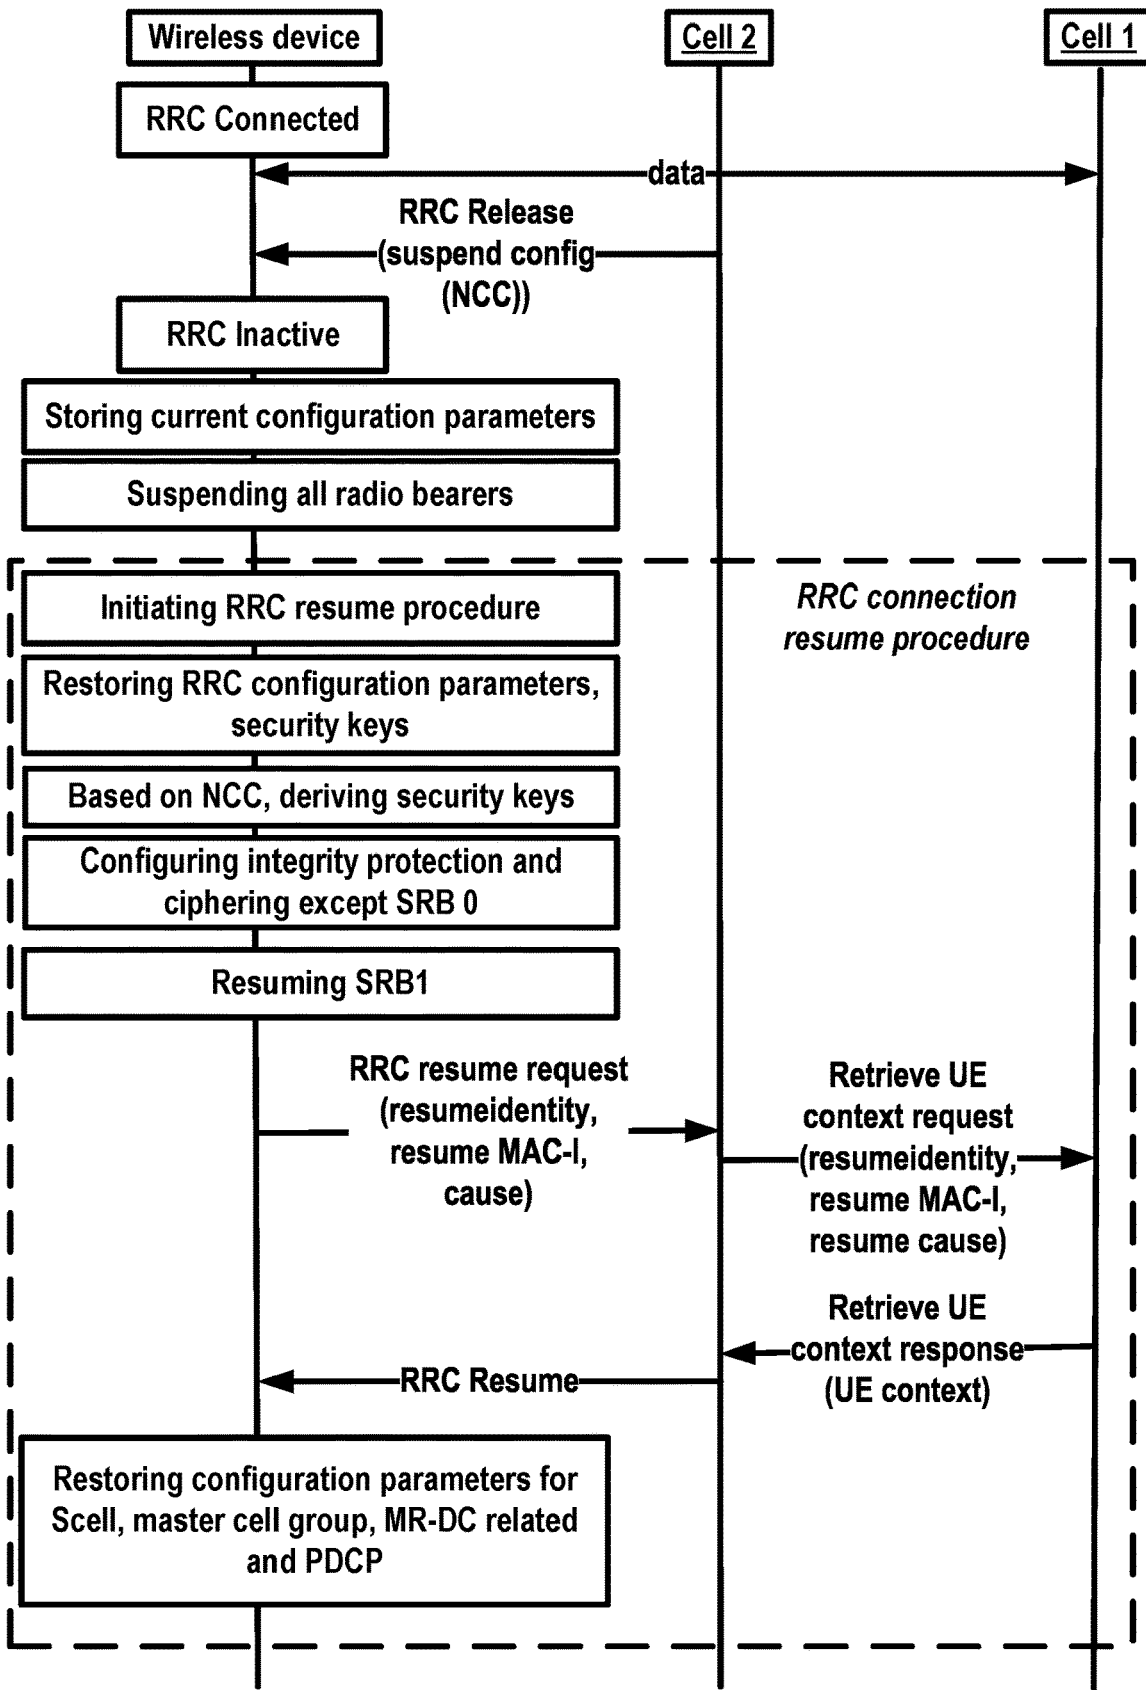 Wireless device
Cell 2
Cell 1
RRC Connected
data
RRC Release
(suspend config
(NCC))
RRC Inactive
Storing current configuration parameters
Suspending all radio bearers
RRC connection
resume procedure
Initiating RRC resume procedure
Restoring RRC configuration parameters,
security keys
Based on NCC, deriving security keys
Configuring integrity protection and
ciphering except SRB 0
Resuming SRB1
RRC resume request
(resumeidentity,
resume MAC-I,
cause)
Retrieve UE
context request
(resumeidentity,
resume MAC-I,
resume cause)
Retrieve UE
context response
(UE context)
RRC Resume
Restoring configuration parameters for
Scell, master cell group, MR-DC related
and PDCP